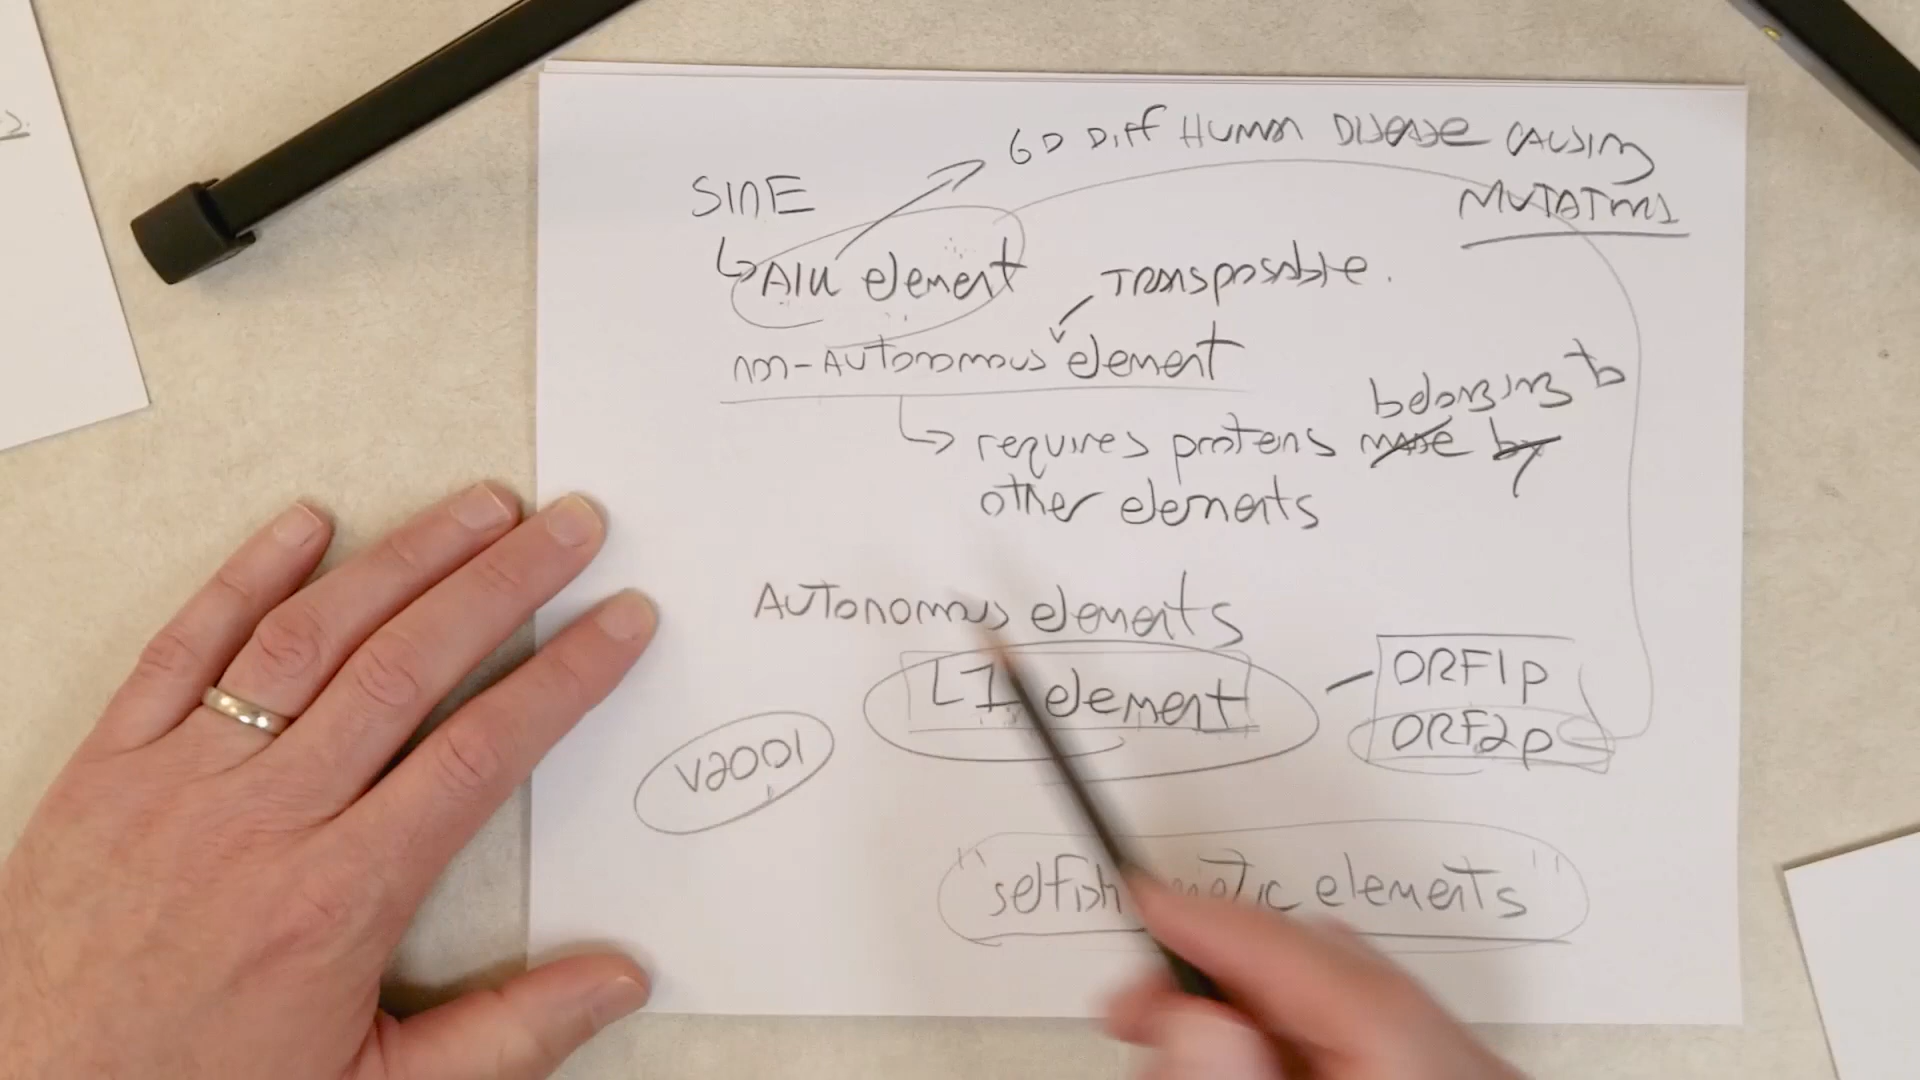 60 Diff Human Disease causing
mutations
SINE
Alu element
Transposable.
non-Autonomous element
belonging to
requires proteins made by
other elements
Autonomous elements
L1 element
ORF1p
ORF2p
V2001
"selfish elements"